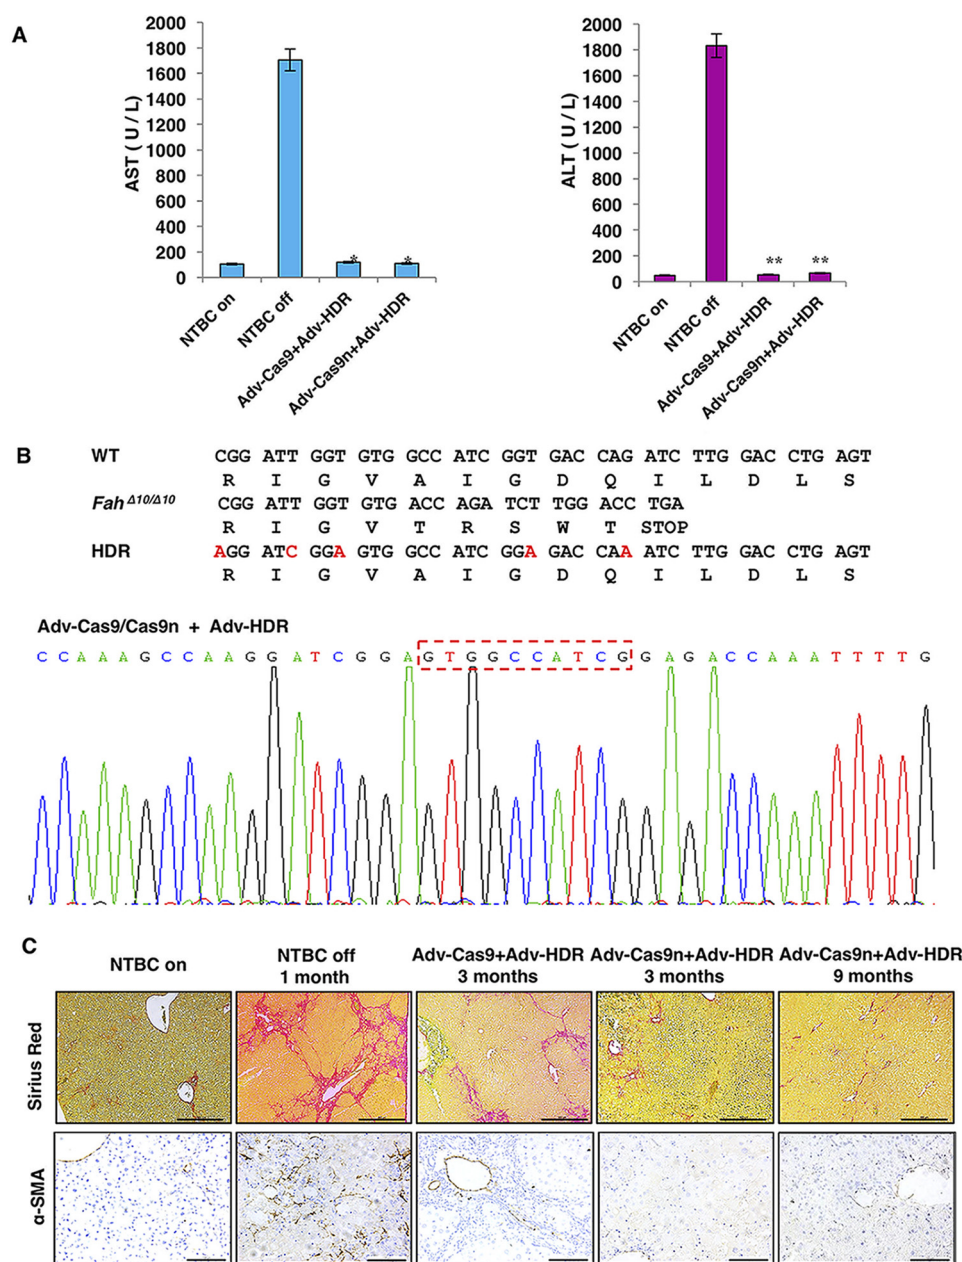 A
2000
1800
1600
1400
1200
1000
800
600
400
200
0
AST ( U / L)
*
*
NTBC on
NTBC off
Adv-Cas9+Adv-HDR
Adv-Cas9n+Adv-HDR
2000
1800
1600
1400
1200
1000
800
600
400
200
0
ALT ( U / L)
**
**
NTBC on
NTBC off
Adv-Cas9+Adv-HDR
Adv-Cas9n+Adv-HDR
B
WT CGG ATT GGT GTG GCC ATC GGT GAC CAG ATC TTG GAC CTG AGT
R I G V A I G D Q I L D L S
Fah Δ10/Δ10 CGG ATT GGT GTG ACC AGA TCT TGG ACC TGA
R I G V T R S W T STOP
HDR AGG ATC GGA GTG GCC ATC GGA GAC CAA ATC TTG GAC CTG AGT
R I G V A I G D Q I L D L S
Adv-Cas9/Cas9n + Adv-HDR
C C A A A G C C A A G G A T C G G A G T G G C C A T C G G A G A C C A A A T T T T G
C
NTBC on
NTBC off
1 month
Adv-Cas9+Adv-HDR
3 months
Adv-Cas9n+Adv-HDR
3 months
Adv-Cas9n+Adv-HDR
9 months
Sirius Red
α-SMA